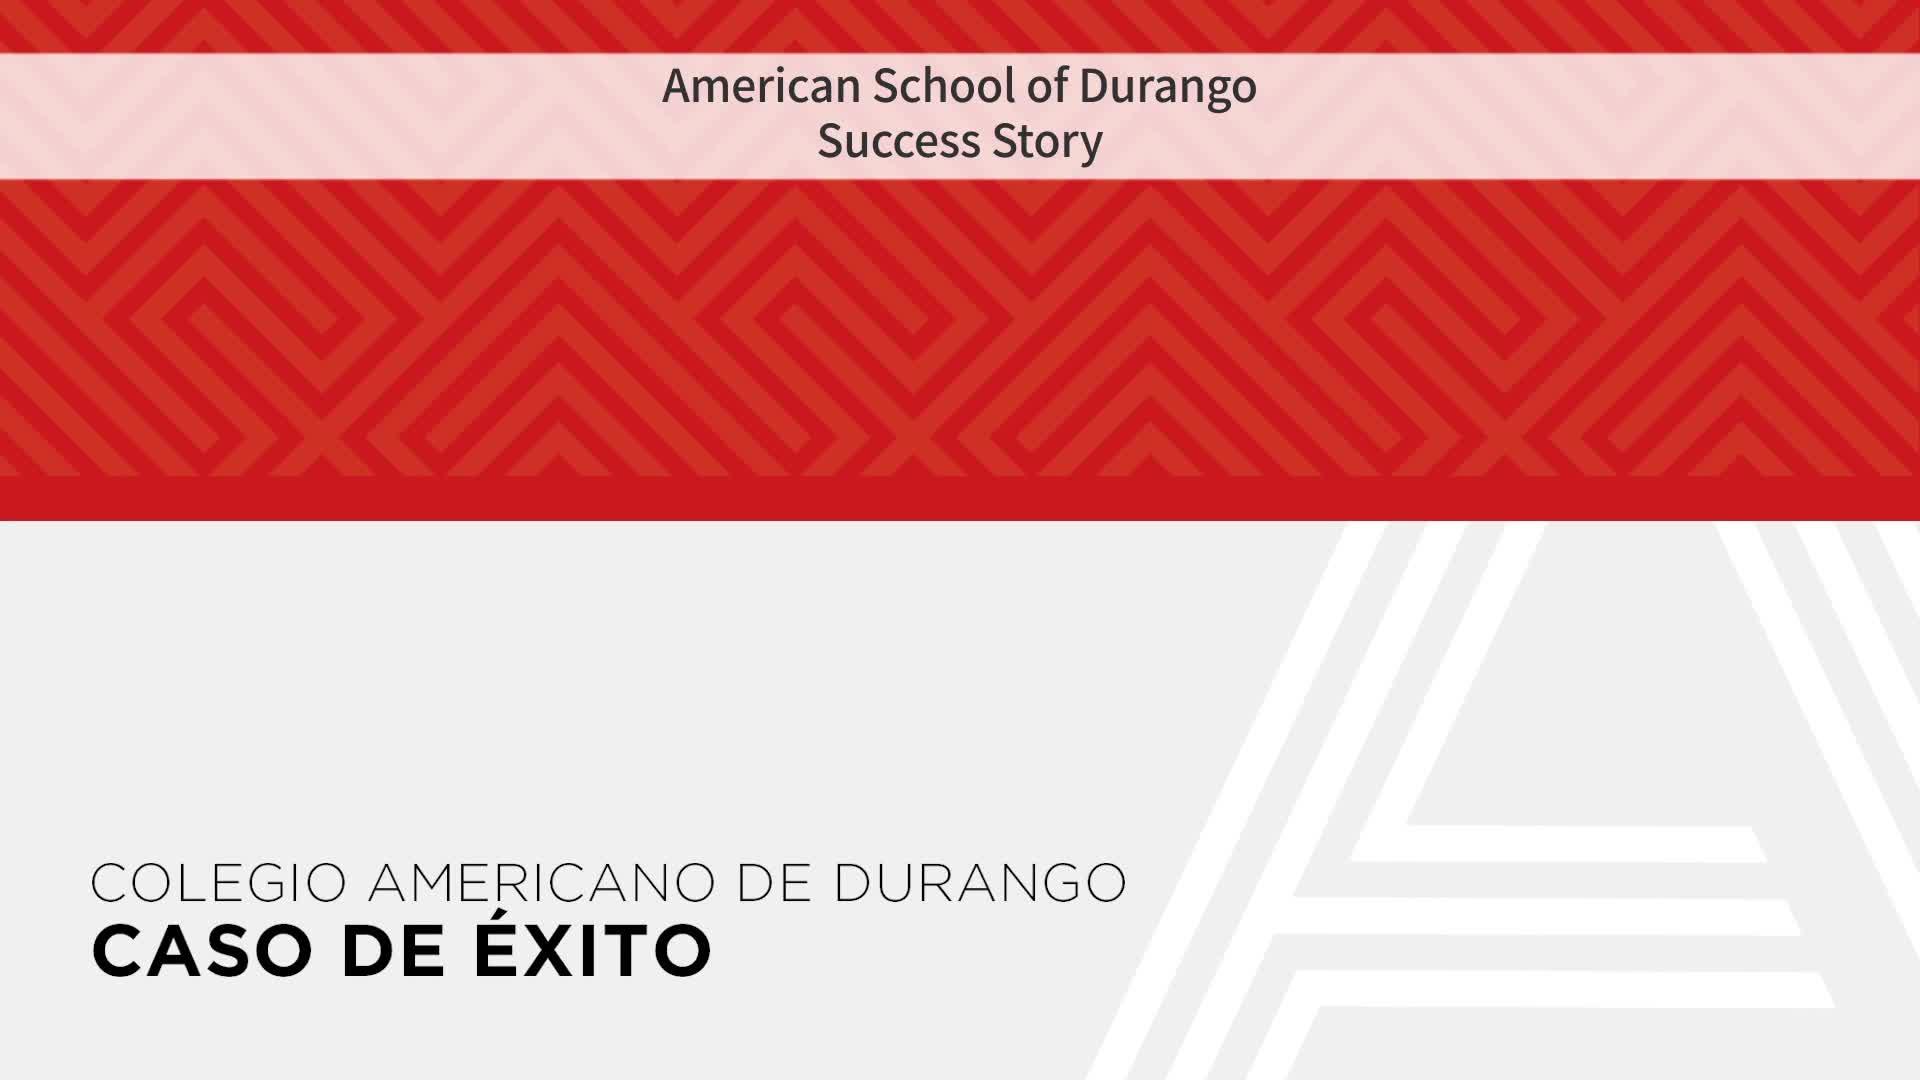 American School of Durango
Success Story
COLEGIO AMERICANO DE DURANGO
CASO DE ÉXITO